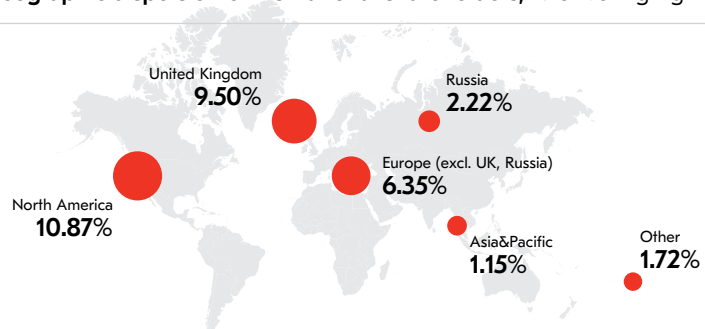 United Kingdom
9.50%
Russia
2.22%
Europe (excl. UK, Russia)
6.35%
North America
10.87%
Asia&Pacific
1.15%
Other
1.72%